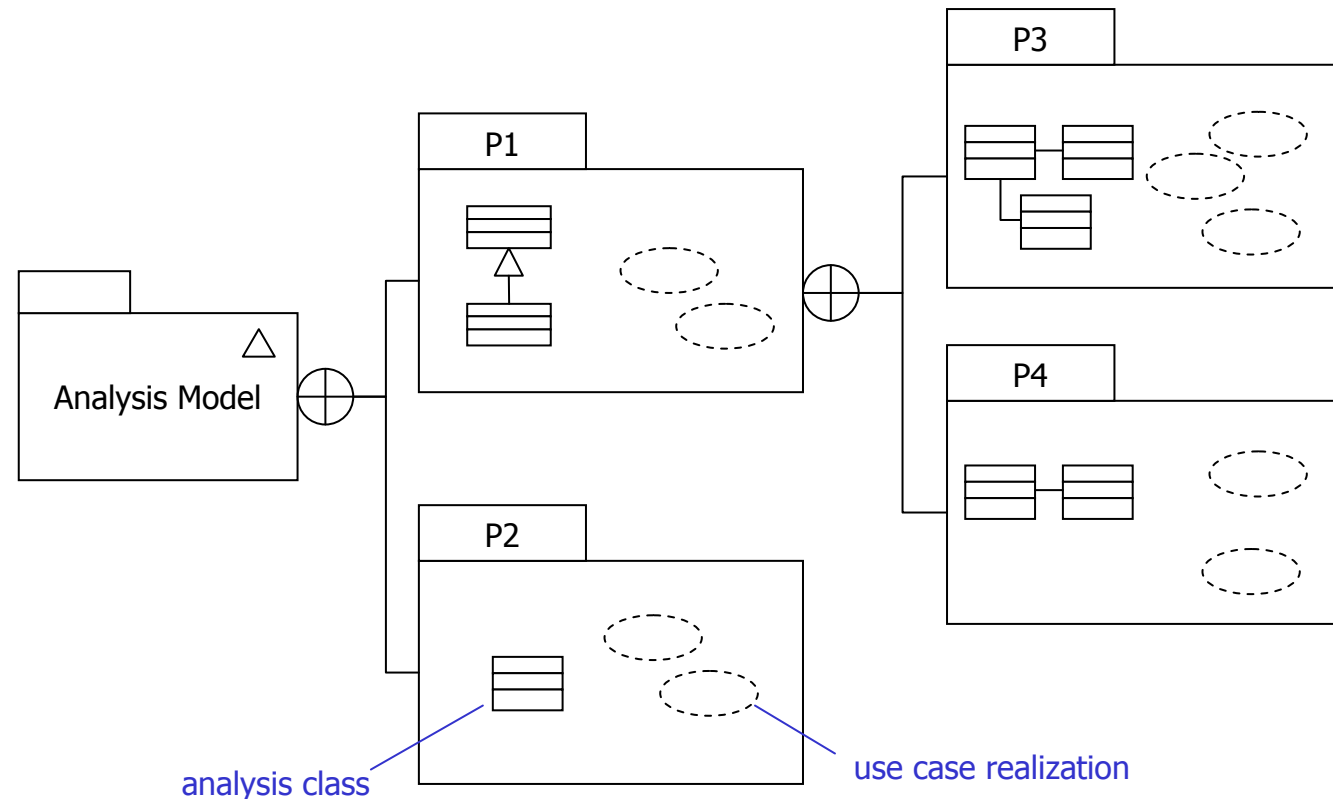 P3
P1
Analysis Model
P4
P2
analysis class
use case realization